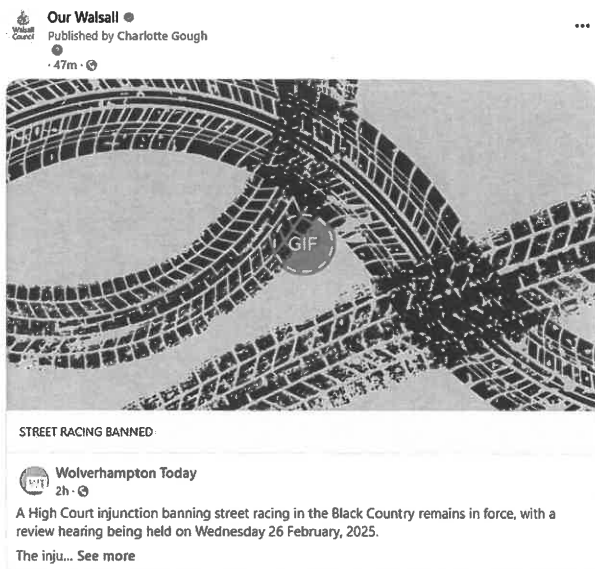 Our Walsall
Walsall
Council
Published by Charlotte Gough
· 47m ·
GIF
STREET RACING BANNED
Wolverhampton Today
2h ·
A High Court injunction banning street racing in the Black Country remains in force, with a
review hearing being held on Wednesday 26 February, 2025.
The inju... See more